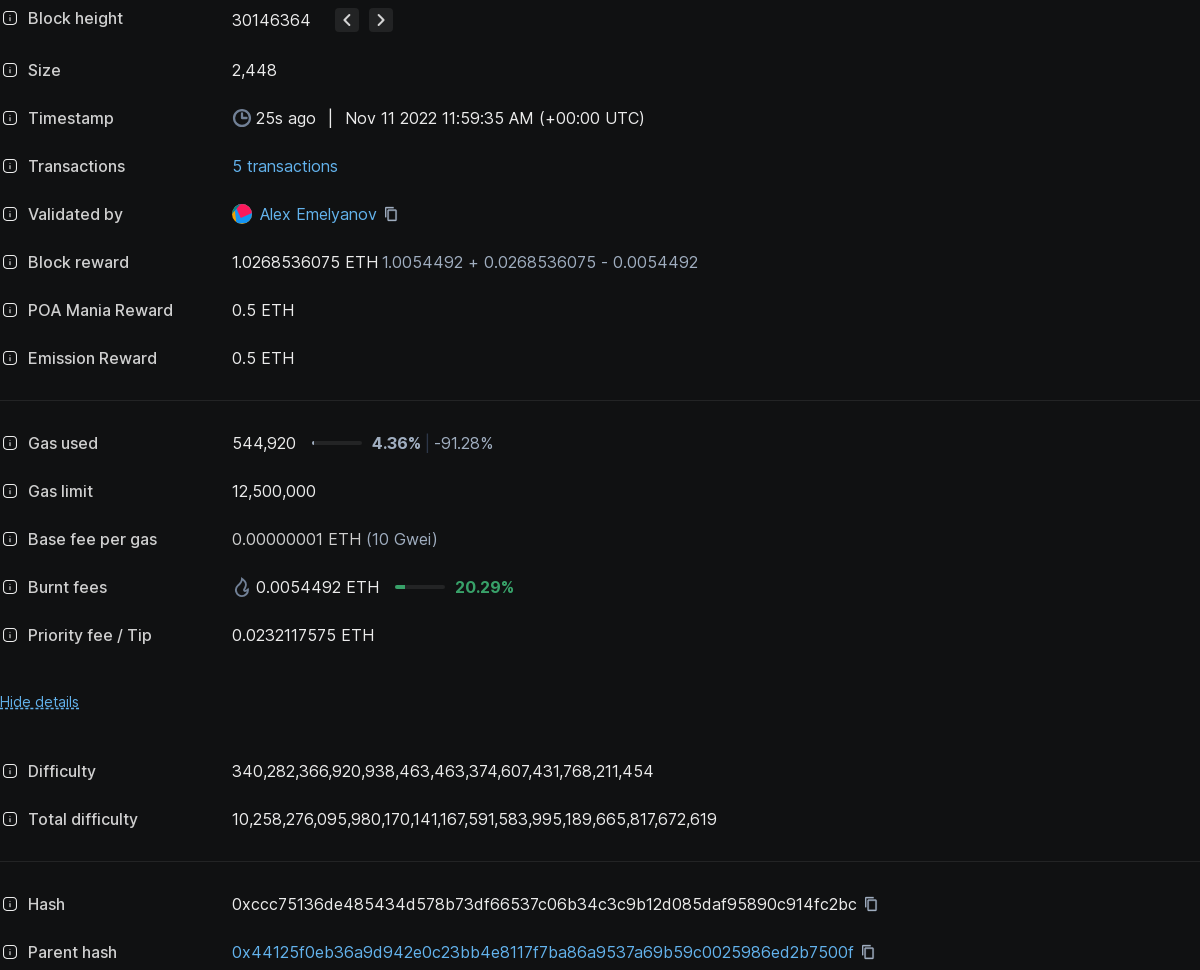 Block height 30146364
Size 2,448
Timestamp 25s ago | Nov 11 2022 11:59:35 AM (+00:00 UTC)
Transactions 5 transactions
Validated by Alex Emelyanov
Block reward 1.0268536075 ETH 1.0054492 + 0.0268536075 - 0.0054492
POA Mania Reward 0.5 ETH
Emission Reward 0.5 ETH
Gas used 544,920 4.36% | -91.28%
Gas limit 12,500,000
Base fee per gas 0.00000001 ETH (10 Gwei)
Burnt fees 0.0054492 ETH 20.29%
Priority fee / Tip 0.0232117575 ETH
Hide details
Difficulty 340,282,366,920,938,463,463,374,607,431,768,211,454
Total difficulty 10,258,276,095,980,170,141,167,591,583,995,189,665,817,672,619
Hash 0xccc75136de485434d578b73df66537c06b34c3c9b12d085daf95890c914fc2bc
Parent hash 0x44125f0eb36a9d942e0c23bb4e8117f7ba86a9537a69b59c0025986ed2b7500f